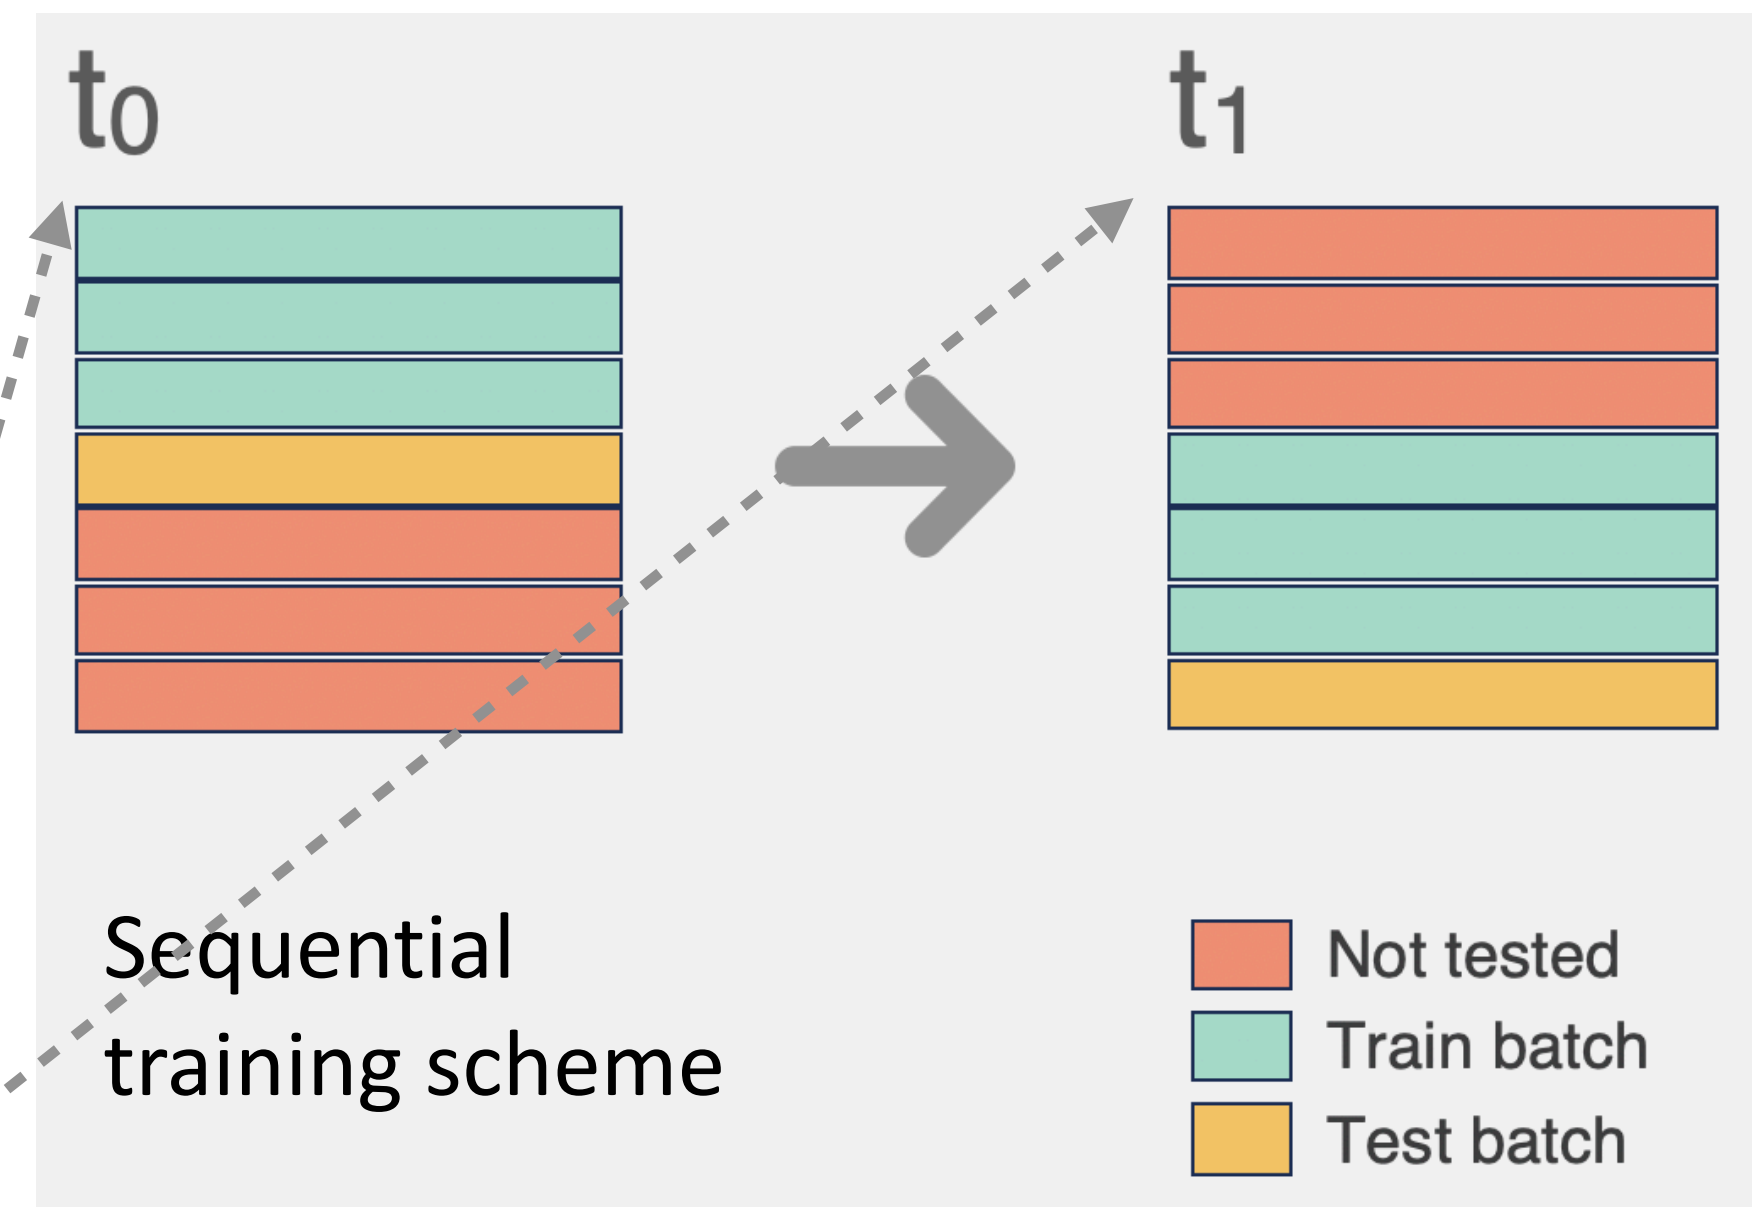 t0
t1
Sequential
training scheme
Not tested
Train batch
Test batch